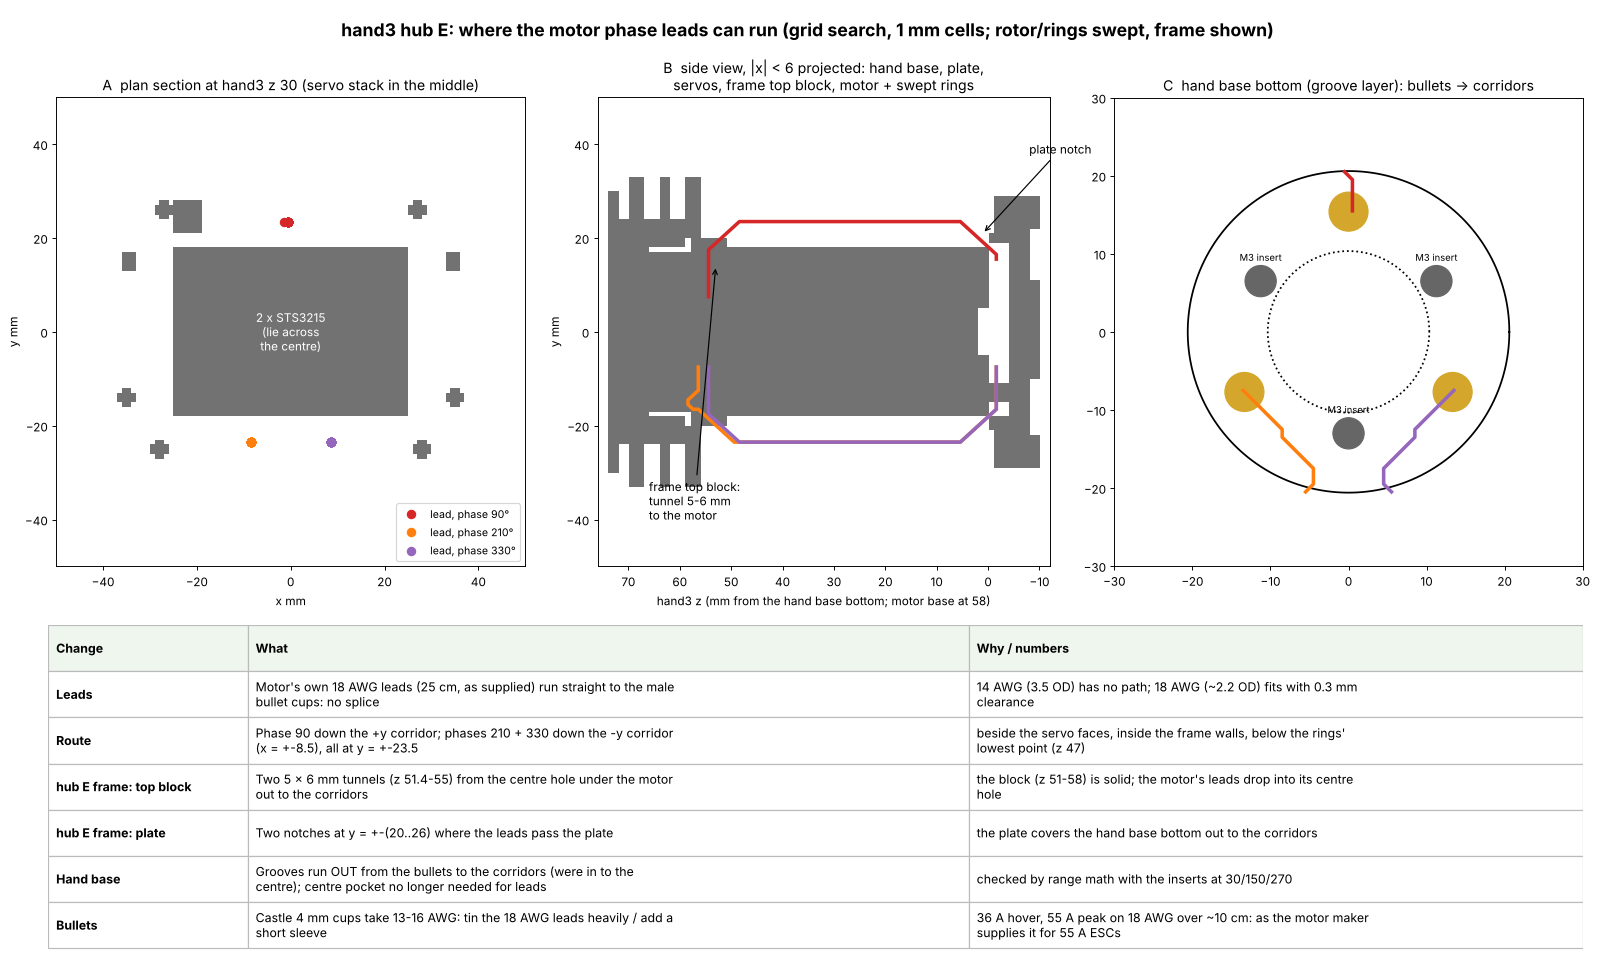 hand3 hub E: where the motor phase leads can run (grid search, 1 mm cells; rotor/rings swept, frame shown)
A  plan section at hand3 z 30 (servo stack in the middle)
40
20
0
−20
−40
y mm
−40
−20
0
20
40
x mm
2 x STS3215
(lie across
the centre)
lead, phase 90°
lead, phase 210°
lead, phase 330°
B  side view, |x| < 6 projected: hand base, plate,
servos, frame top block, motor + swept rings
40
20
0
−20
−40
y mm
70
60
50
40
30
20
10
0
−10
hand3 z (mm from the hand base bottom; motor base at 58)
plate notch
frame top block:
tunnel 5-6 mm
to the motor
C  hand base bottom (groove layer): bullets → corridors
30
20
10
0
−10
−20
−30
−30
−20
−10
0
10
20
30
M3 insert
M3 insert
M3 insert
Change
What
Why / numbers
Leads
Motor's own 18 AWG leads (25 cm, as supplied) run straight to the male
bullet cups: no splice
14 AWG (3.5 OD) has no path; 18 AWG (~2.2 OD) fits with 0.3 mm
clearance
Route
Phase 90 down the +y corridor; phases 210 + 330 down the -y corridor
(x = +-8.5), all at y = +-23.5
beside the servo faces, inside the frame walls, below the rings'
lowest point (z 47)
hub E frame: top block
Two 5 × 6 mm tunnels (z 51.4-55) from the centre hole under the motor
out to the corridors
the block (z 51-58) is solid; the motor's leads drop into its centre
hole
hub E frame: plate
Two notches at y = +-(20..26) where the leads pass the plate
the plate covers the hand base bottom out to the corridors
Hand base
Grooves run OUT from the bullets to the corridors (were in to the
centre); centre pocket no longer needed for leads
checked by range math with the inserts at 30/150/270
Bullets
Castle 4 mm cups take 13-16 AWG: tin the 18 AWG leads heavily / add a
short sleeve
36 A hover, 55 A peak on 18 AWG over ~10 cm: as the motor maker
supplies it for 55 A ESCs